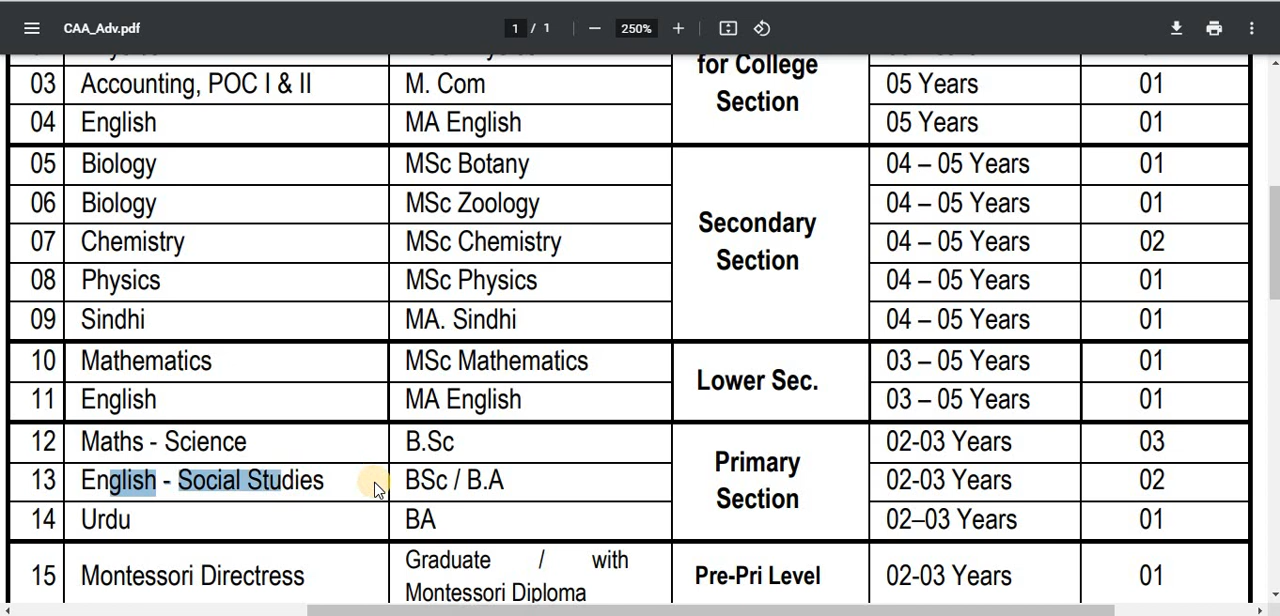 CAA_Adv.pdf 1 / 1 250%
for College Section
03 Accounting, POC I & II M. Com 05 Years 01
04 English MA English 05 Years 01
05 Biology MSc Botany 04 – 05 Years 01
06 Biology MSc Zoology 04 – 05 Years 01
Secondary Section
07 Chemistry MSc Chemistry 04 – 05 Years 02
08 Physics MSc Physics 04 – 05 Years 01
09 Sindhi MA. Sindhi 04 – 05 Years 01
10 Mathematics MSc Mathematics 03 – 05 Years 01
Lower Sec.
11 English MA English 03 – 05 Years 01
12 Maths - Science B.Sc 02-03 Years 03
Primary Section
13 English - Social Studies BSc / B.A 02-03 Years 02
14 Urdu BA 02–03 Years 01
15 Montessori Directress Graduate / with Montessori Diploma Pre-Pri Level 02-03 Years 01